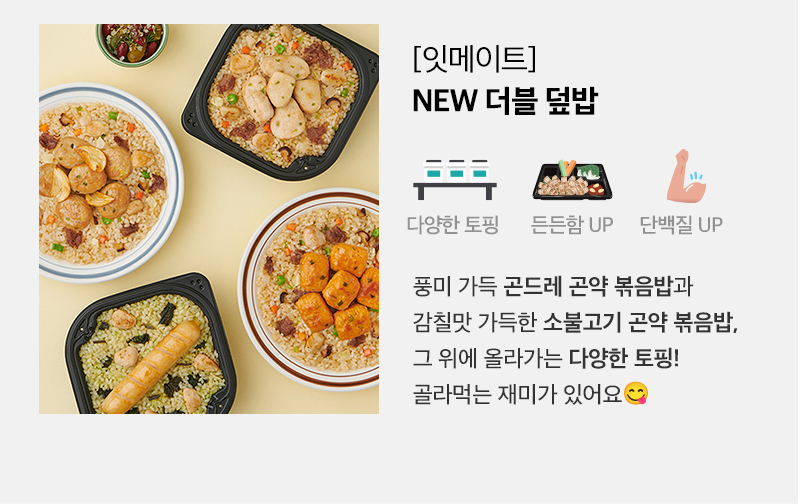 [잇메이트]
NEW 더블 덮밥
다양한 토핑 든든함 UP 단백질 UP
풍미 가득 곤드레 곤약 볶음밥과
감칠맛 가득한 소불고기 곤약 볶음밥,
그 위에 올라가는 다양한 토핑!
골라먹는 재미가 있어요😋